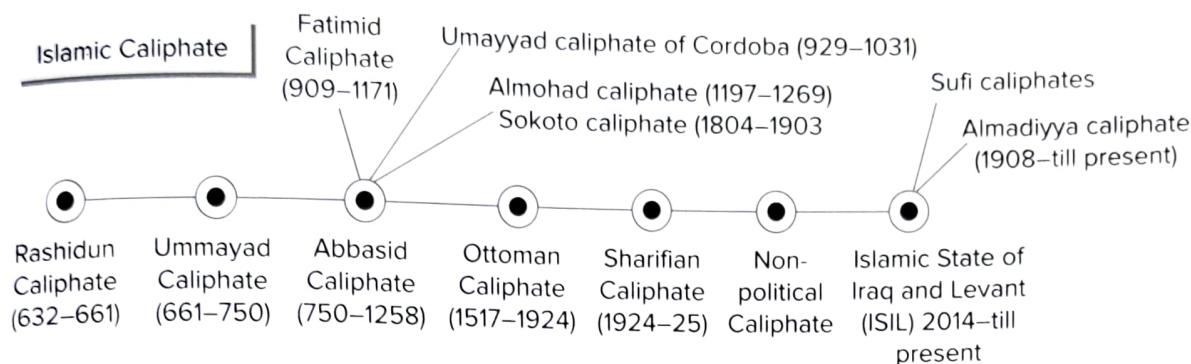 Islamic Caliphate
Fatimid
Caliphate
(909–1171)
Umayyad caliphate of Cordoba (929–1031)
Almohad caliphate (1197–1269)
Sokoto caliphate (1804–1903
Sufi caliphates
Almadiyya caliphate
(1908–till present)
Rashidun
Caliphate
(632–661)
Ummayad
Caliphate
(661–750)
Abbasid
Caliphate
(750–1258)
Ottoman
Caliphate
(1517–1924)
Sharifian
Caliphate
(1924–25)
Non-
political
Caliphate
Islamic State of
Iraq and Levant
(ISIL) 2014–till
present